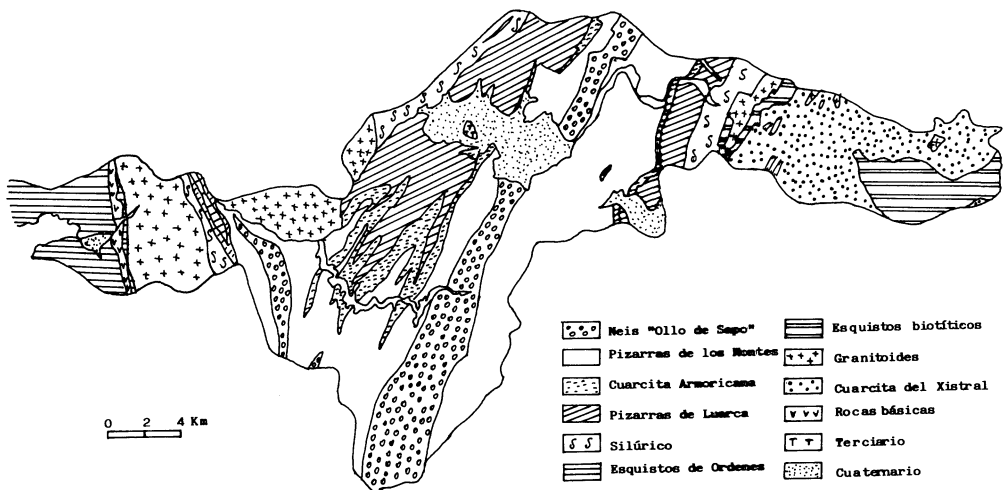 Neis "Ollo de Sapo"
Pizarras de los Montes
Cuarcita Armoricana
Pizarras de Luarca
Silúrico
Esquistos de Ordenes
Esquistos biotíticos
Granitoides
Cuarcita del Xistral
Rocas básicas
Terciario
Cuaternario
0 2 4 Km